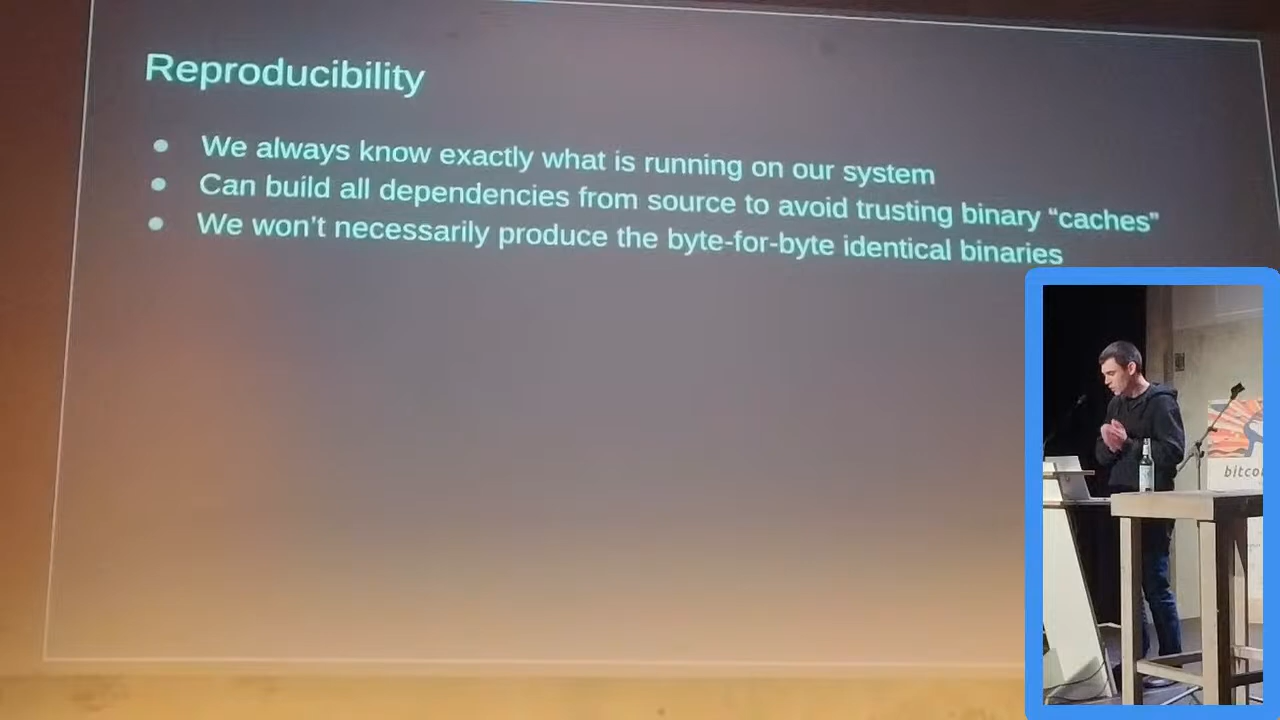 Reproducibility
We always know exactly what is running on our system
Can build all dependencies from source to avoid trusting binary “caches”
We won’t necessarily produce the byte-for-byte identical binaries